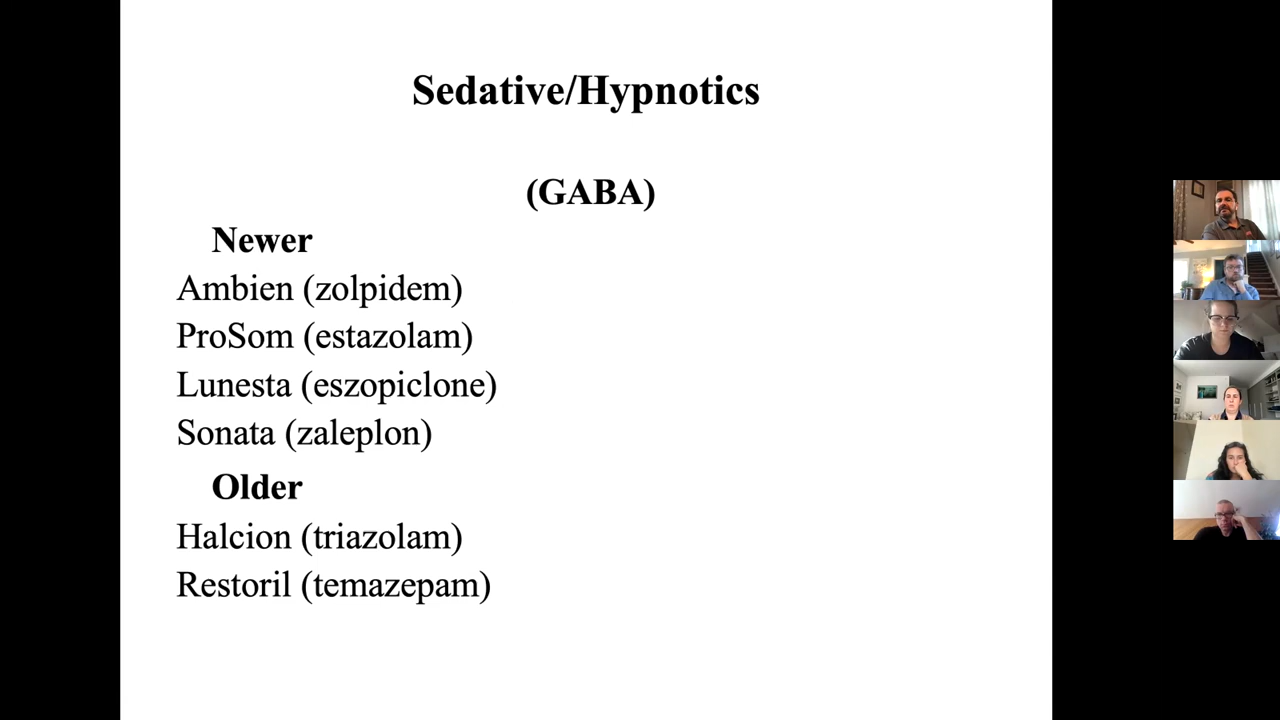 Sedative/Hypnotics
(GABA)
Newer
Ambien (zolpidem)
ProSom (estazolam)
Lunesta (eszopiclone)
Sonata (zaleplon)
Older
Halcion (triazolam)
Restoril (temazepam)